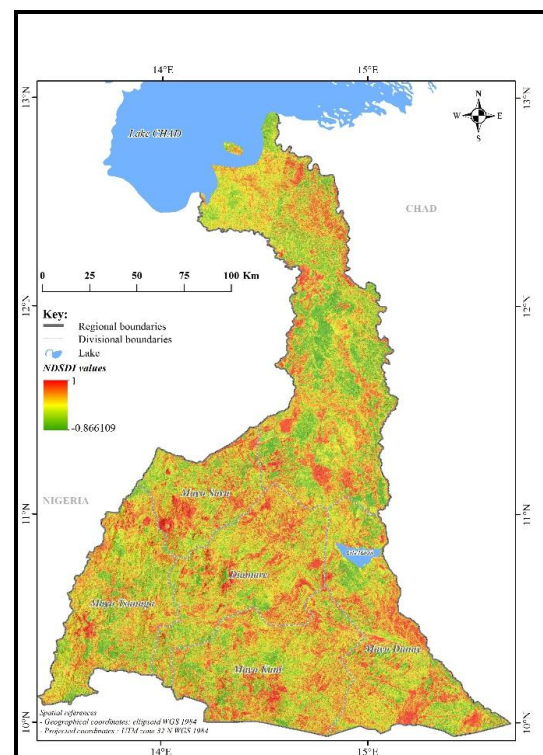 14°E 15°E
13°N 13°N
N
W E
S
Lake CHAD
CHAD
0 25 50 75 100 Km
12°N 12°N
Key:
Regional boundaries
Divisional boundaries
Lake
NDSDI values
1
-0.866109
Mayo Sava
NIGERIA
11°N 11°N
Diamare
Mayo Tsanaga
Mayo Danay
Mayo Kani
Spatial references
- Geographical coordinates: ellipsoid WGS 1984
- Projected coordinates : UTM zone 32 N WGS 1984
10°N 10°N
14°E 15°E